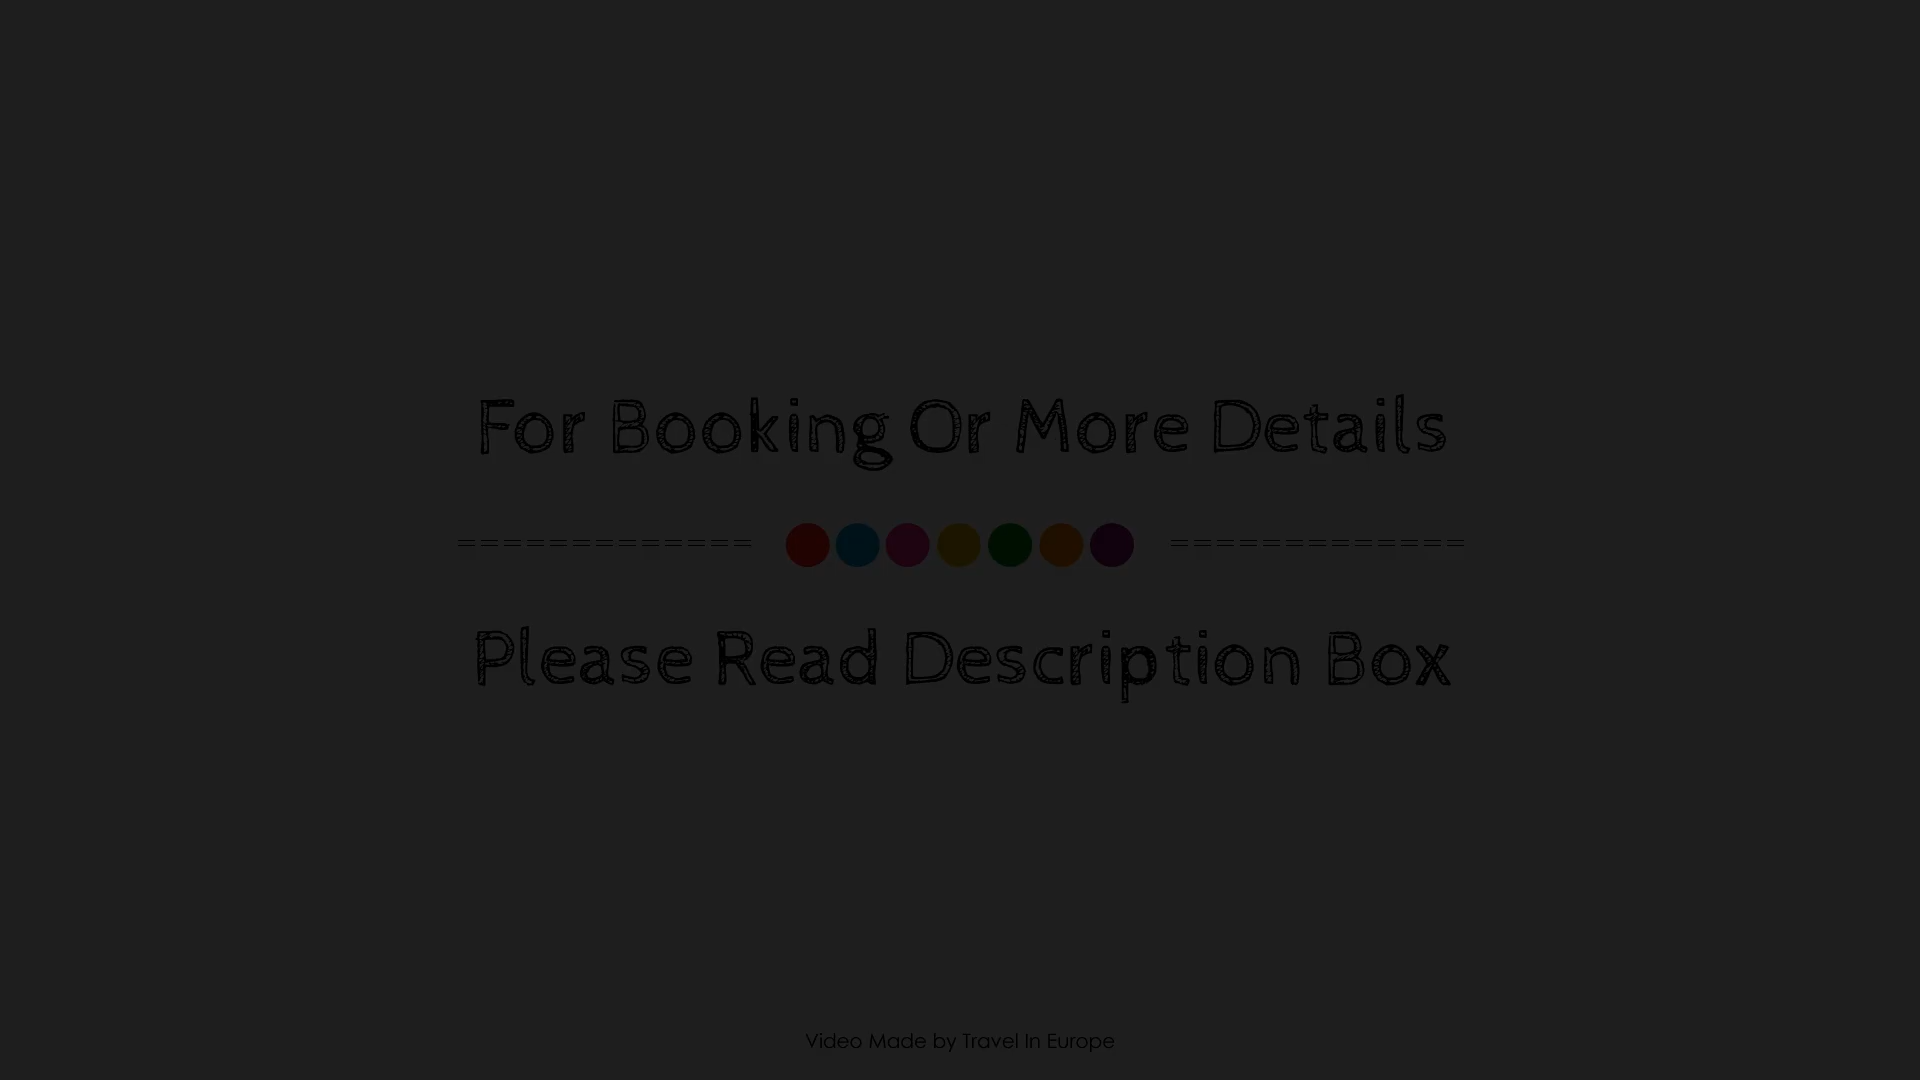 For Booking Or More Details
============= =============
Please Read Description Box
Video Made by Travel In Europe